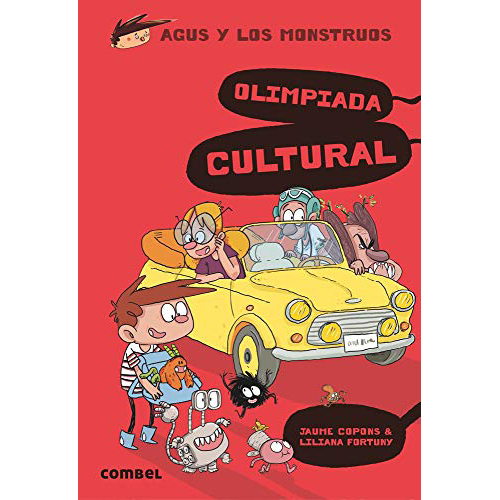 AGUS Y LOS MONSTRUOS
OLIMPIADA
CULTURAL
JAUME COPONS &
LILIANA FORTUNY
COMBEL